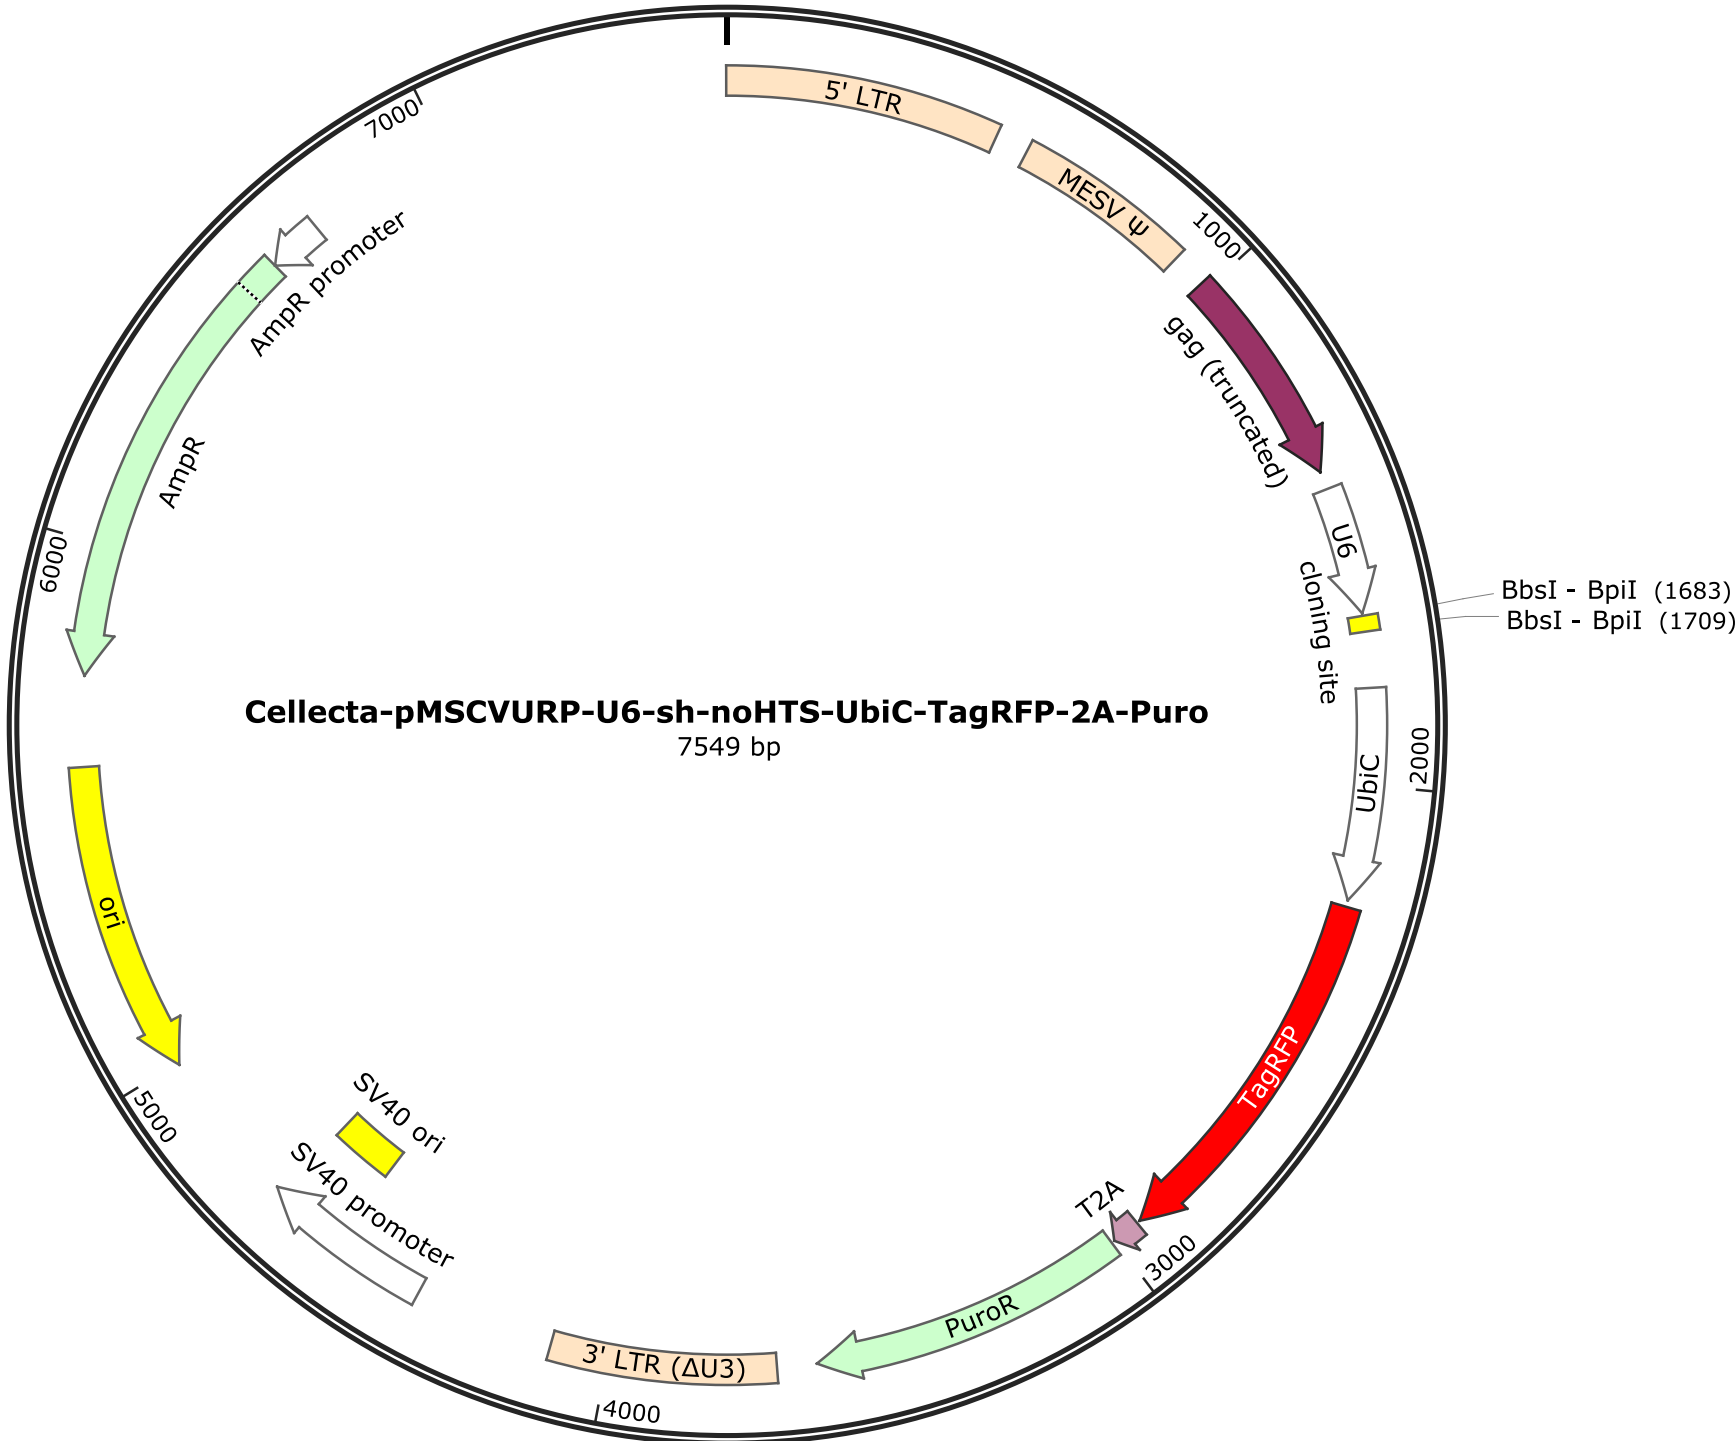 5' LTR
MESV Ψ
1000
gag (truncated)
U6
cloning site
BbsI - BpiI (1683)
BbsI - BpiI (1709)
UbiC
2000
TagRFP
T2A
3000
PuroR
3' LTR (ΔU3)
4000
SV40 promoter
SV40 ori
5000
ori
6000
AmpR
AmpR promoter
7000
Cellecta-pMSCVURP-U6-sh-noHTS-UbiC-TagRFP-2A-Puro
7549 bp